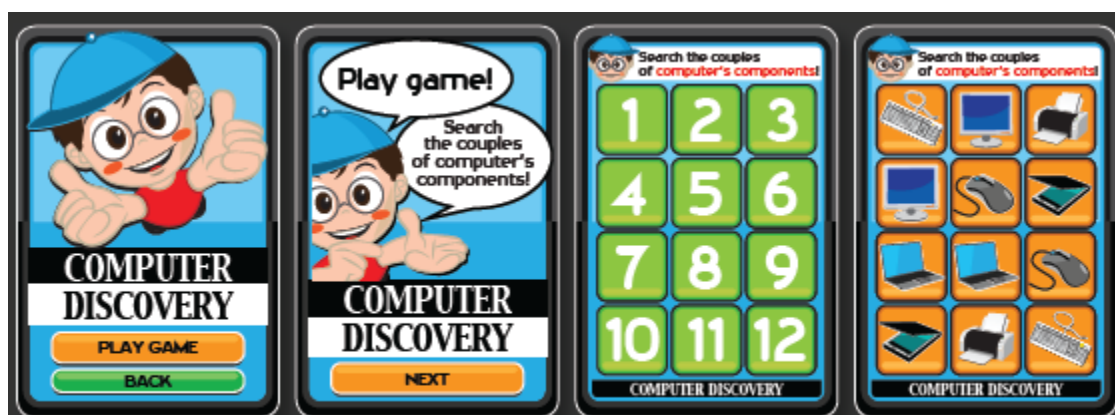 COMPUTER
DISCOVERY
PLAY GAME
BACK
Play game!
Search
the couples
of computer's
components!
COMPUTER
DISCOVERY
NEXT
Search the couples
of computer's components!
1 2 3
4 5 6
7 8 9
10 11 12
COMPUTER DISCOVERY
Search the couples
of computer's components!
COMPUTER DISCOVERY